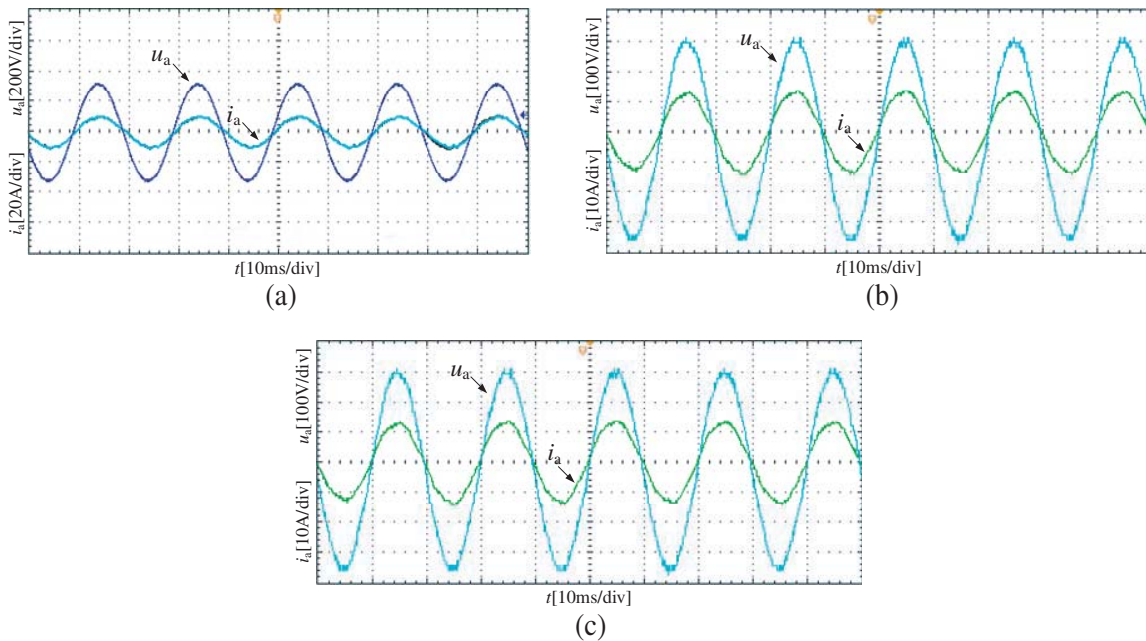 u_a[200V/div]
i_a[20A/div]
u_a
i_a
t[10ms/div]
(a)
u_a[100V/div]
i_a[10A/div]
u_a
i_a
t[10ms/div]
(b)
u_a[100V/div]
i_a[10A/div]
u_a
i_a
t[10ms/div]
(c)